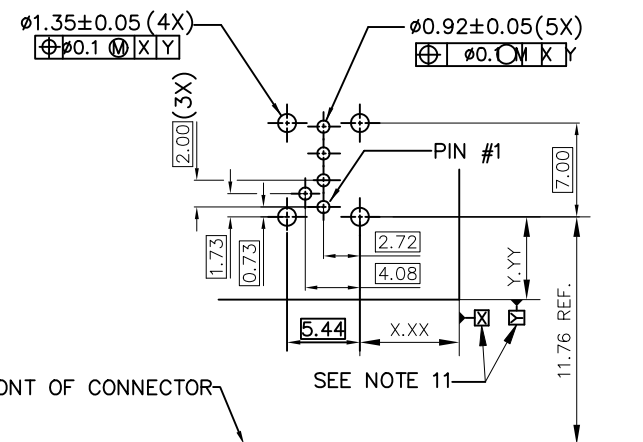 ø1.35±0.05 (4X)
⌖ ø0.1 Ⓜ X Y
ø0.92±0.05(5X)
⌖ ø0.1 Ⓜ X Y
2.00 (3X)
PIN #1
7.00
1.73
0.73
2.72
4.08
Y.YY
5.44
X.XX
X
Y
11.76 REF.
SEE NOTE 11
ONT OF CONNECTOR